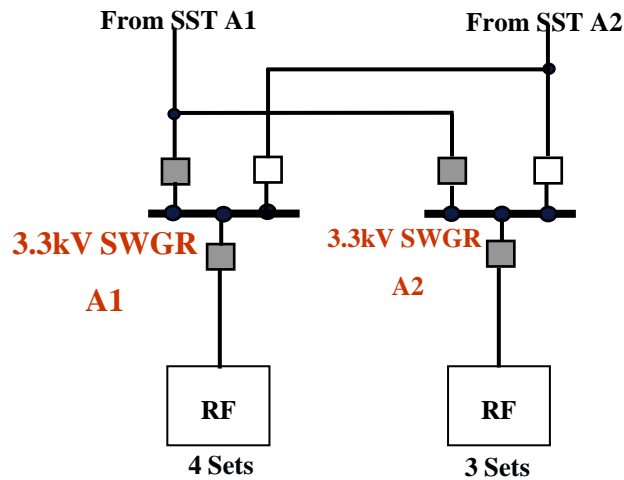 From SST A1
From SST A2
3.3kV SWGR
A1
3.3kV SWGR
A2
RF
RF
4 Sets
3 Sets